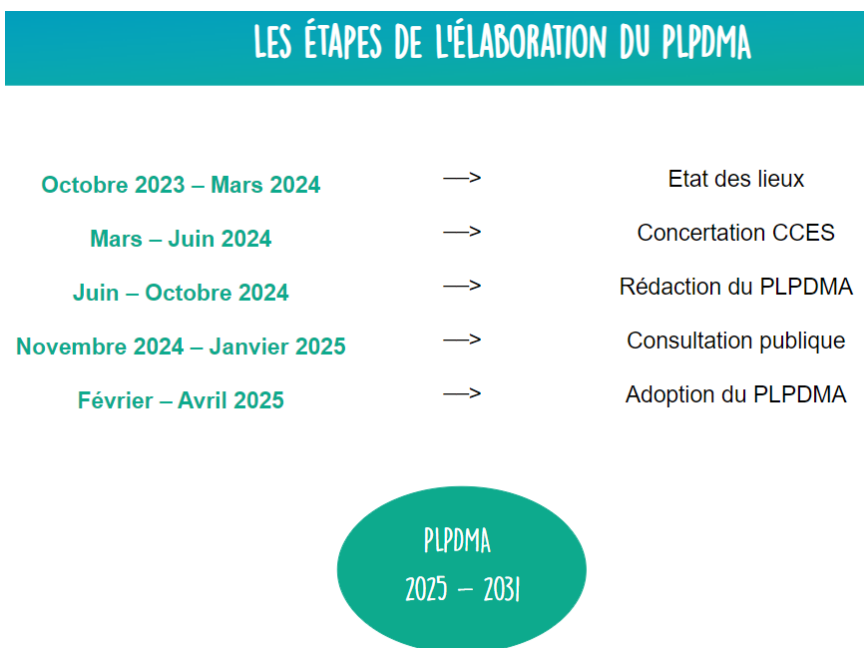 LES ÉTAPES DE L'ÉLABORATION DU PLPDMA
Octobre 2023 – Mars 2024 —> Etat des lieux
Mars – Juin 2024 —> Concertation CCES
Juin – Octobre 2024 —> Rédaction du PLPDMA
Novembre 2024 – Janvier 2025 —> Consultation publique
Février – Avril 2025 —> Adoption du PLPDMA
PLPDMA
2025 – 2031